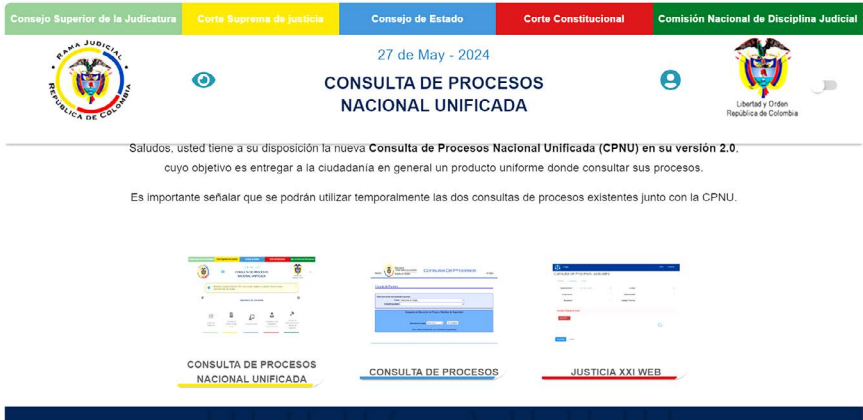 Consejo Superior de la Judicatura
Corte Suprema de justicia
Consejo de Estado
Corte Constitucional
Comisión Nacional de Disciplina Judicial
RAMA JUDICIAL
REPUBLICA DE COLOMBIA
27 de May - 2024
CONSULTA DE PROCESOS
NACIONAL UNIFICADA
Libertad y Orden
República de Colombia
Saludos, usted tiene a su disposición la nueva Consulta de Procesos Nacional Unificada (CPNU) en su versión 2.0,
cuyo objetivo es entregar a la ciudadanía en general un producto uniforme donde consultar sus procesos.
Es importante señalar que se podrán utilizar temporalmente las dos consultas de procesos existentes junto con la CPNU.
CONSULTA DE PROCESOS
NACIONAL UNIFICADA
CONSULTA DE PROCESOS
JUSTICIA XXI WEB